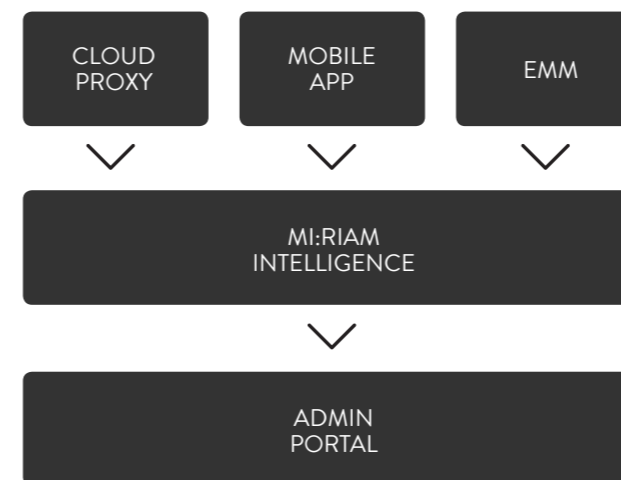 CLOUD
PROXY
MOBILE
APP
EMM
MI:RIAM
INTELLIGENCE
ADMIN
PORTAL